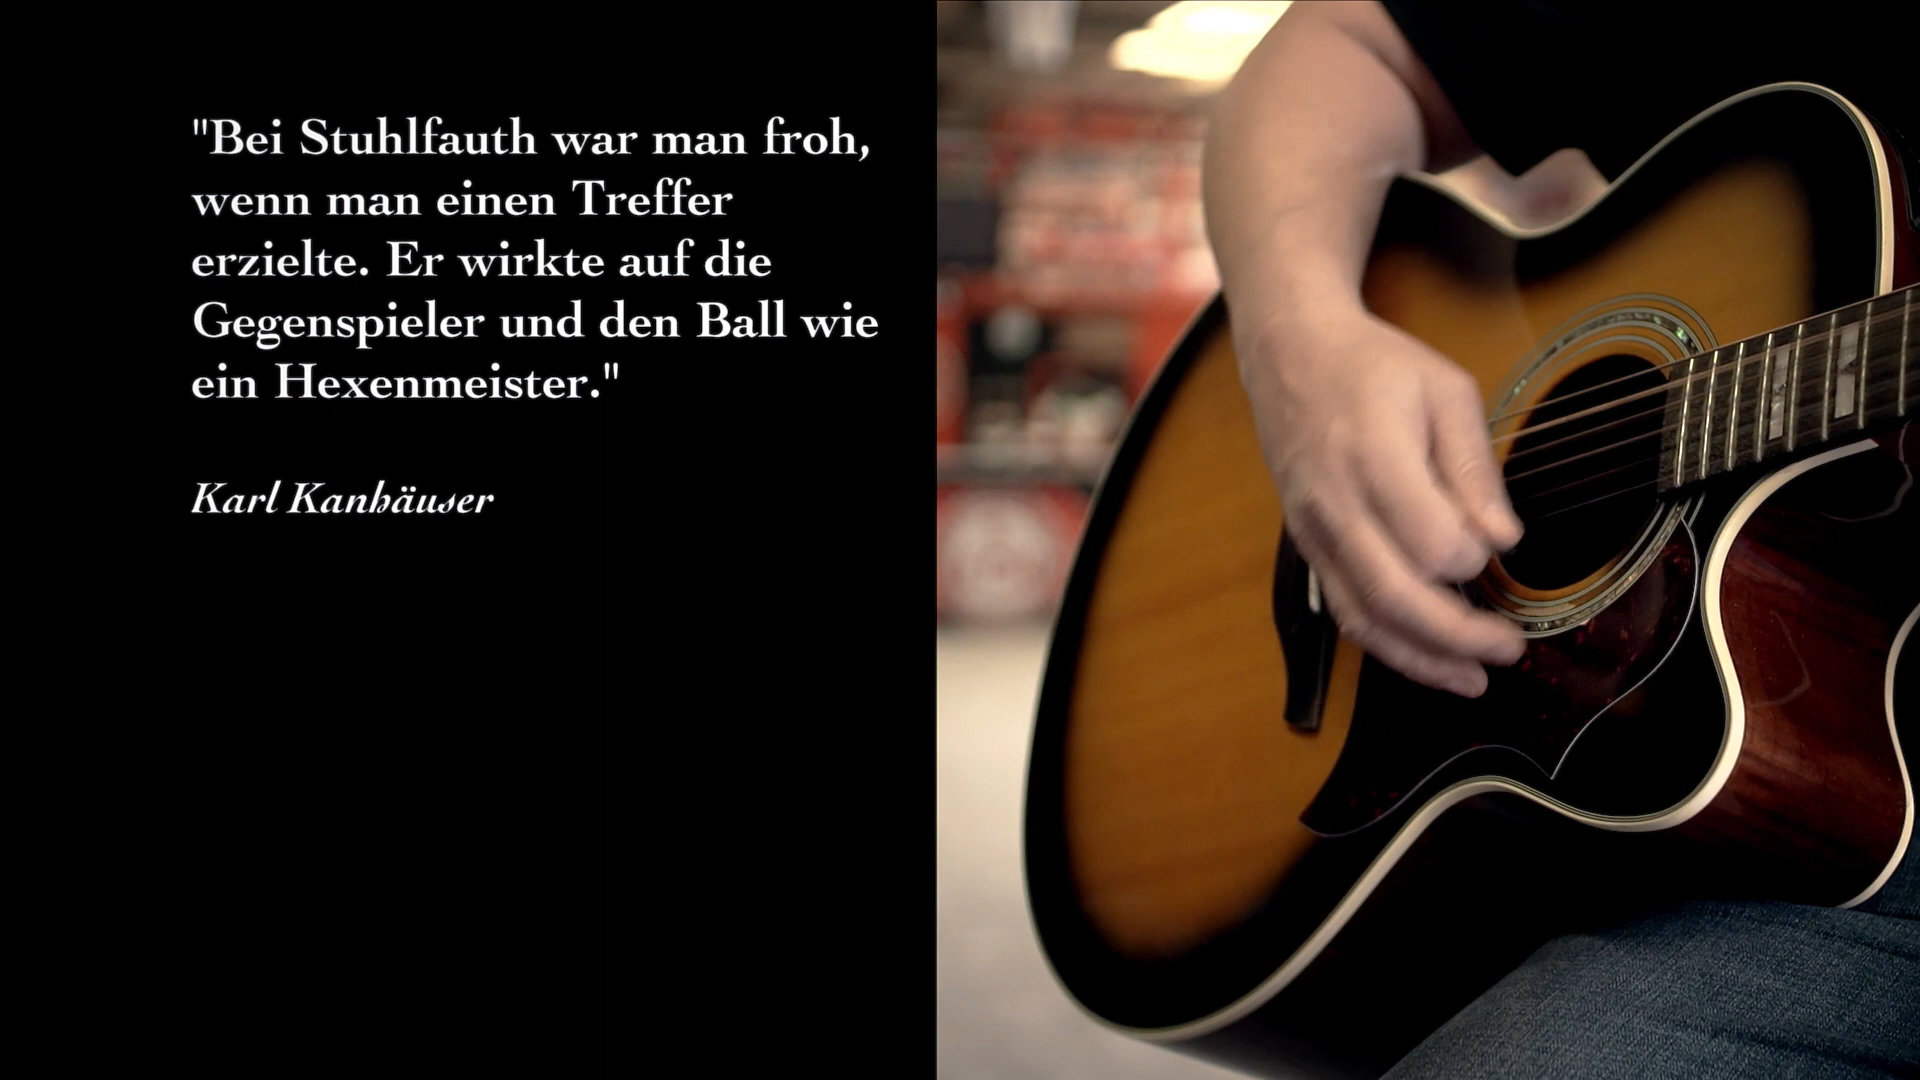 "Bei Stuhlfauth war man froh,
wenn man einen Treffer
erzielte. Er wirkte auf die
Gegenspieler und den Ball wie
ein Hexenmeister."
Karl Kanhäuser